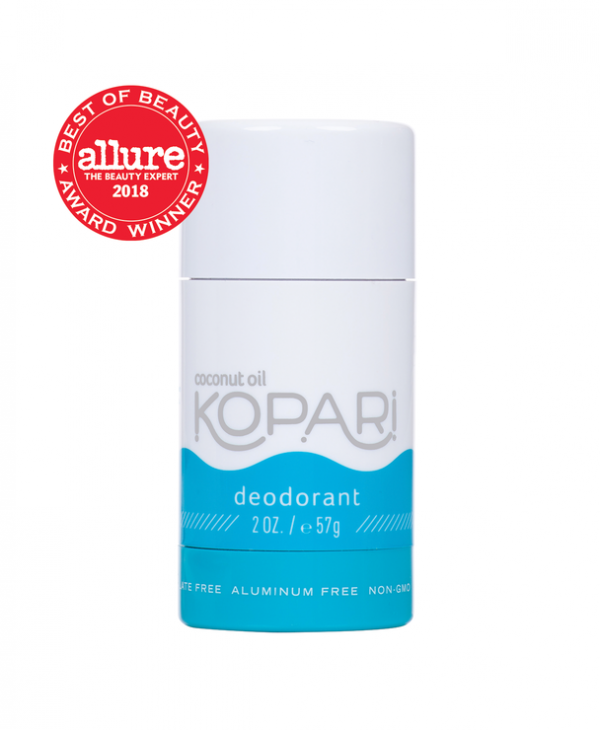 BEST OF BEAUTY
allure
THE BEAUTY EXPERT
2018
AWARD WINNER
coconut oil
KOPARI
deodorant
2 OZ. / e 57g
FREE ALUMINUM FREE NON-GMO